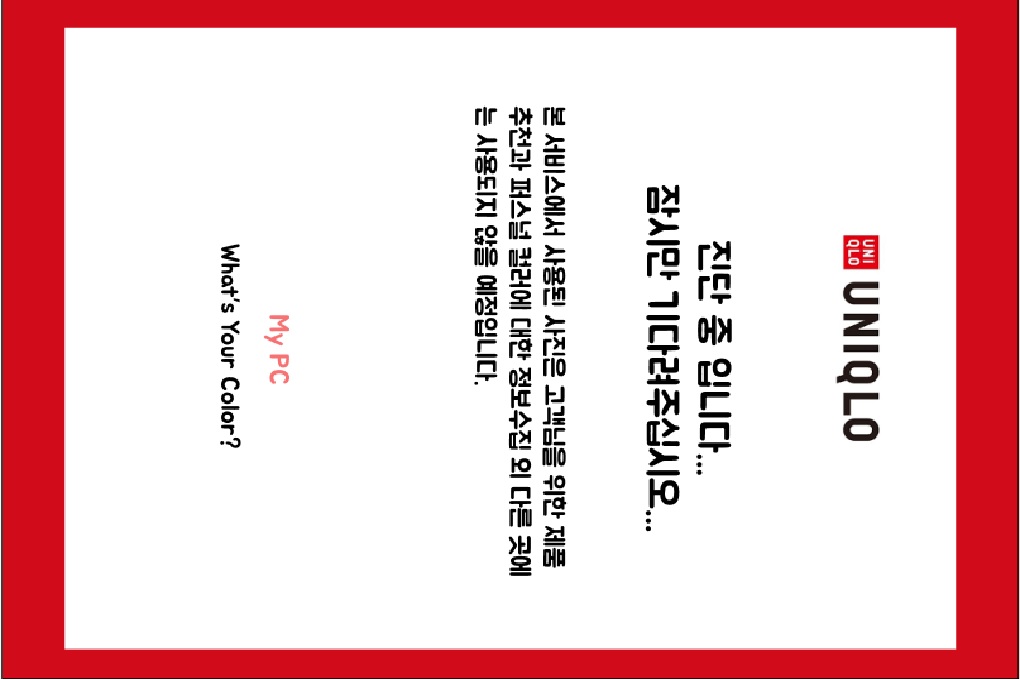 UNI
QLO
UNIQLO
진단 중 입니다...
잠시만 기다려주십시오...
본 서비스에서 사용된 사진은 고객님을 위한 제품
추천과 퍼스널 컬러에 대한 정보수집 외 다른 곳에
는 사용되지 않을 예정입니다.
My PC
What's Your Color?